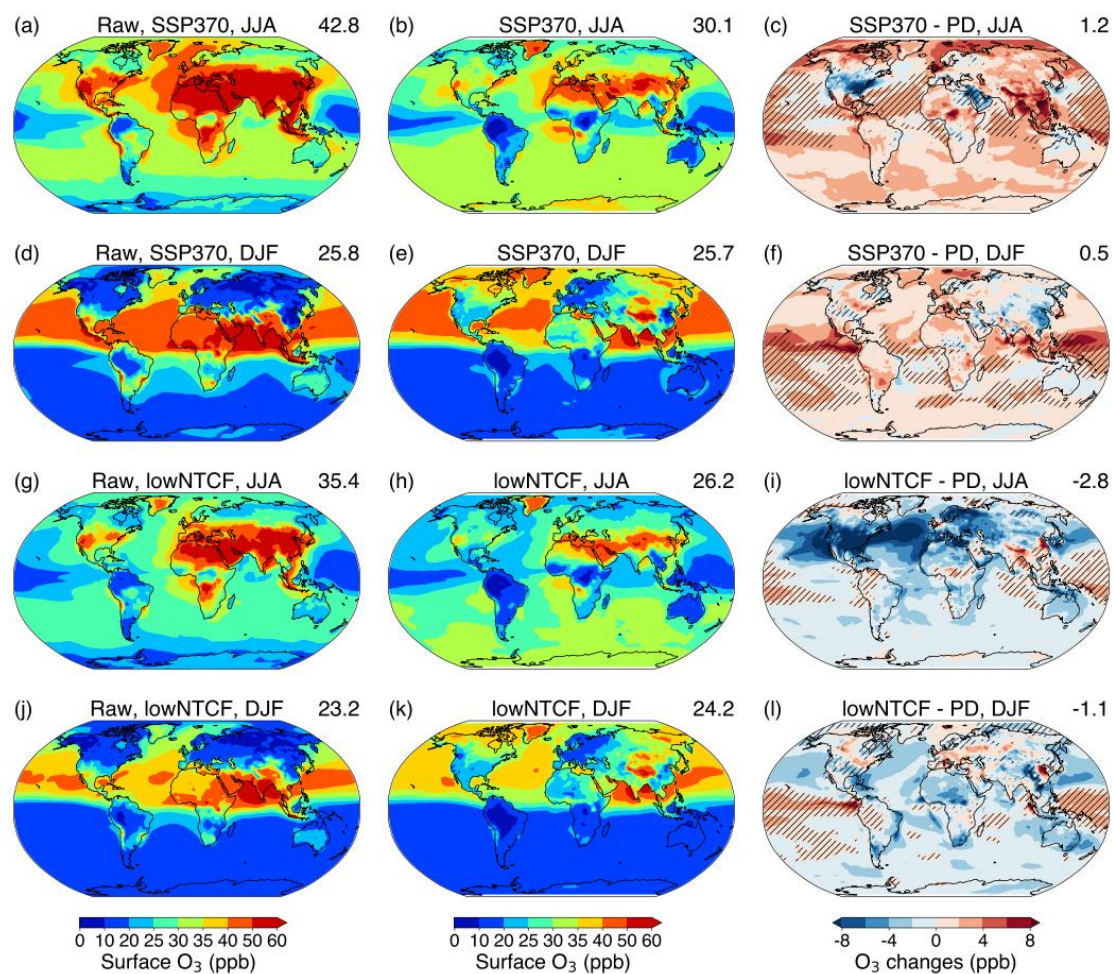 (a) Raw, SSP370, JJA 42.8
(b) SSP370, JJA 30.1
(c) SSP370 - PD, JJA 1.2
(d) Raw, SSP370, DJF 25.8
(e) SSP370, DJF 25.7
(f) SSP370 - PD, DJF 0.5
(g) Raw, lowNTCF, JJA 35.4
(h) lowNTCF, JJA 26.2
(i) lowNTCF - PD, JJA -2.8
(j) Raw, lowNTCF, DJF 23.2
(k) lowNTCF, DJF 24.2
(l) lowNTCF - PD, DJF -1.1
0 10 20 25 30 35 40 50 60
Surface O₃ (ppb)
0 10 20 25 30 35 40 50 60
Surface O₃ (ppb)
-8 -4 0 4 8
O₃ changes (ppb)